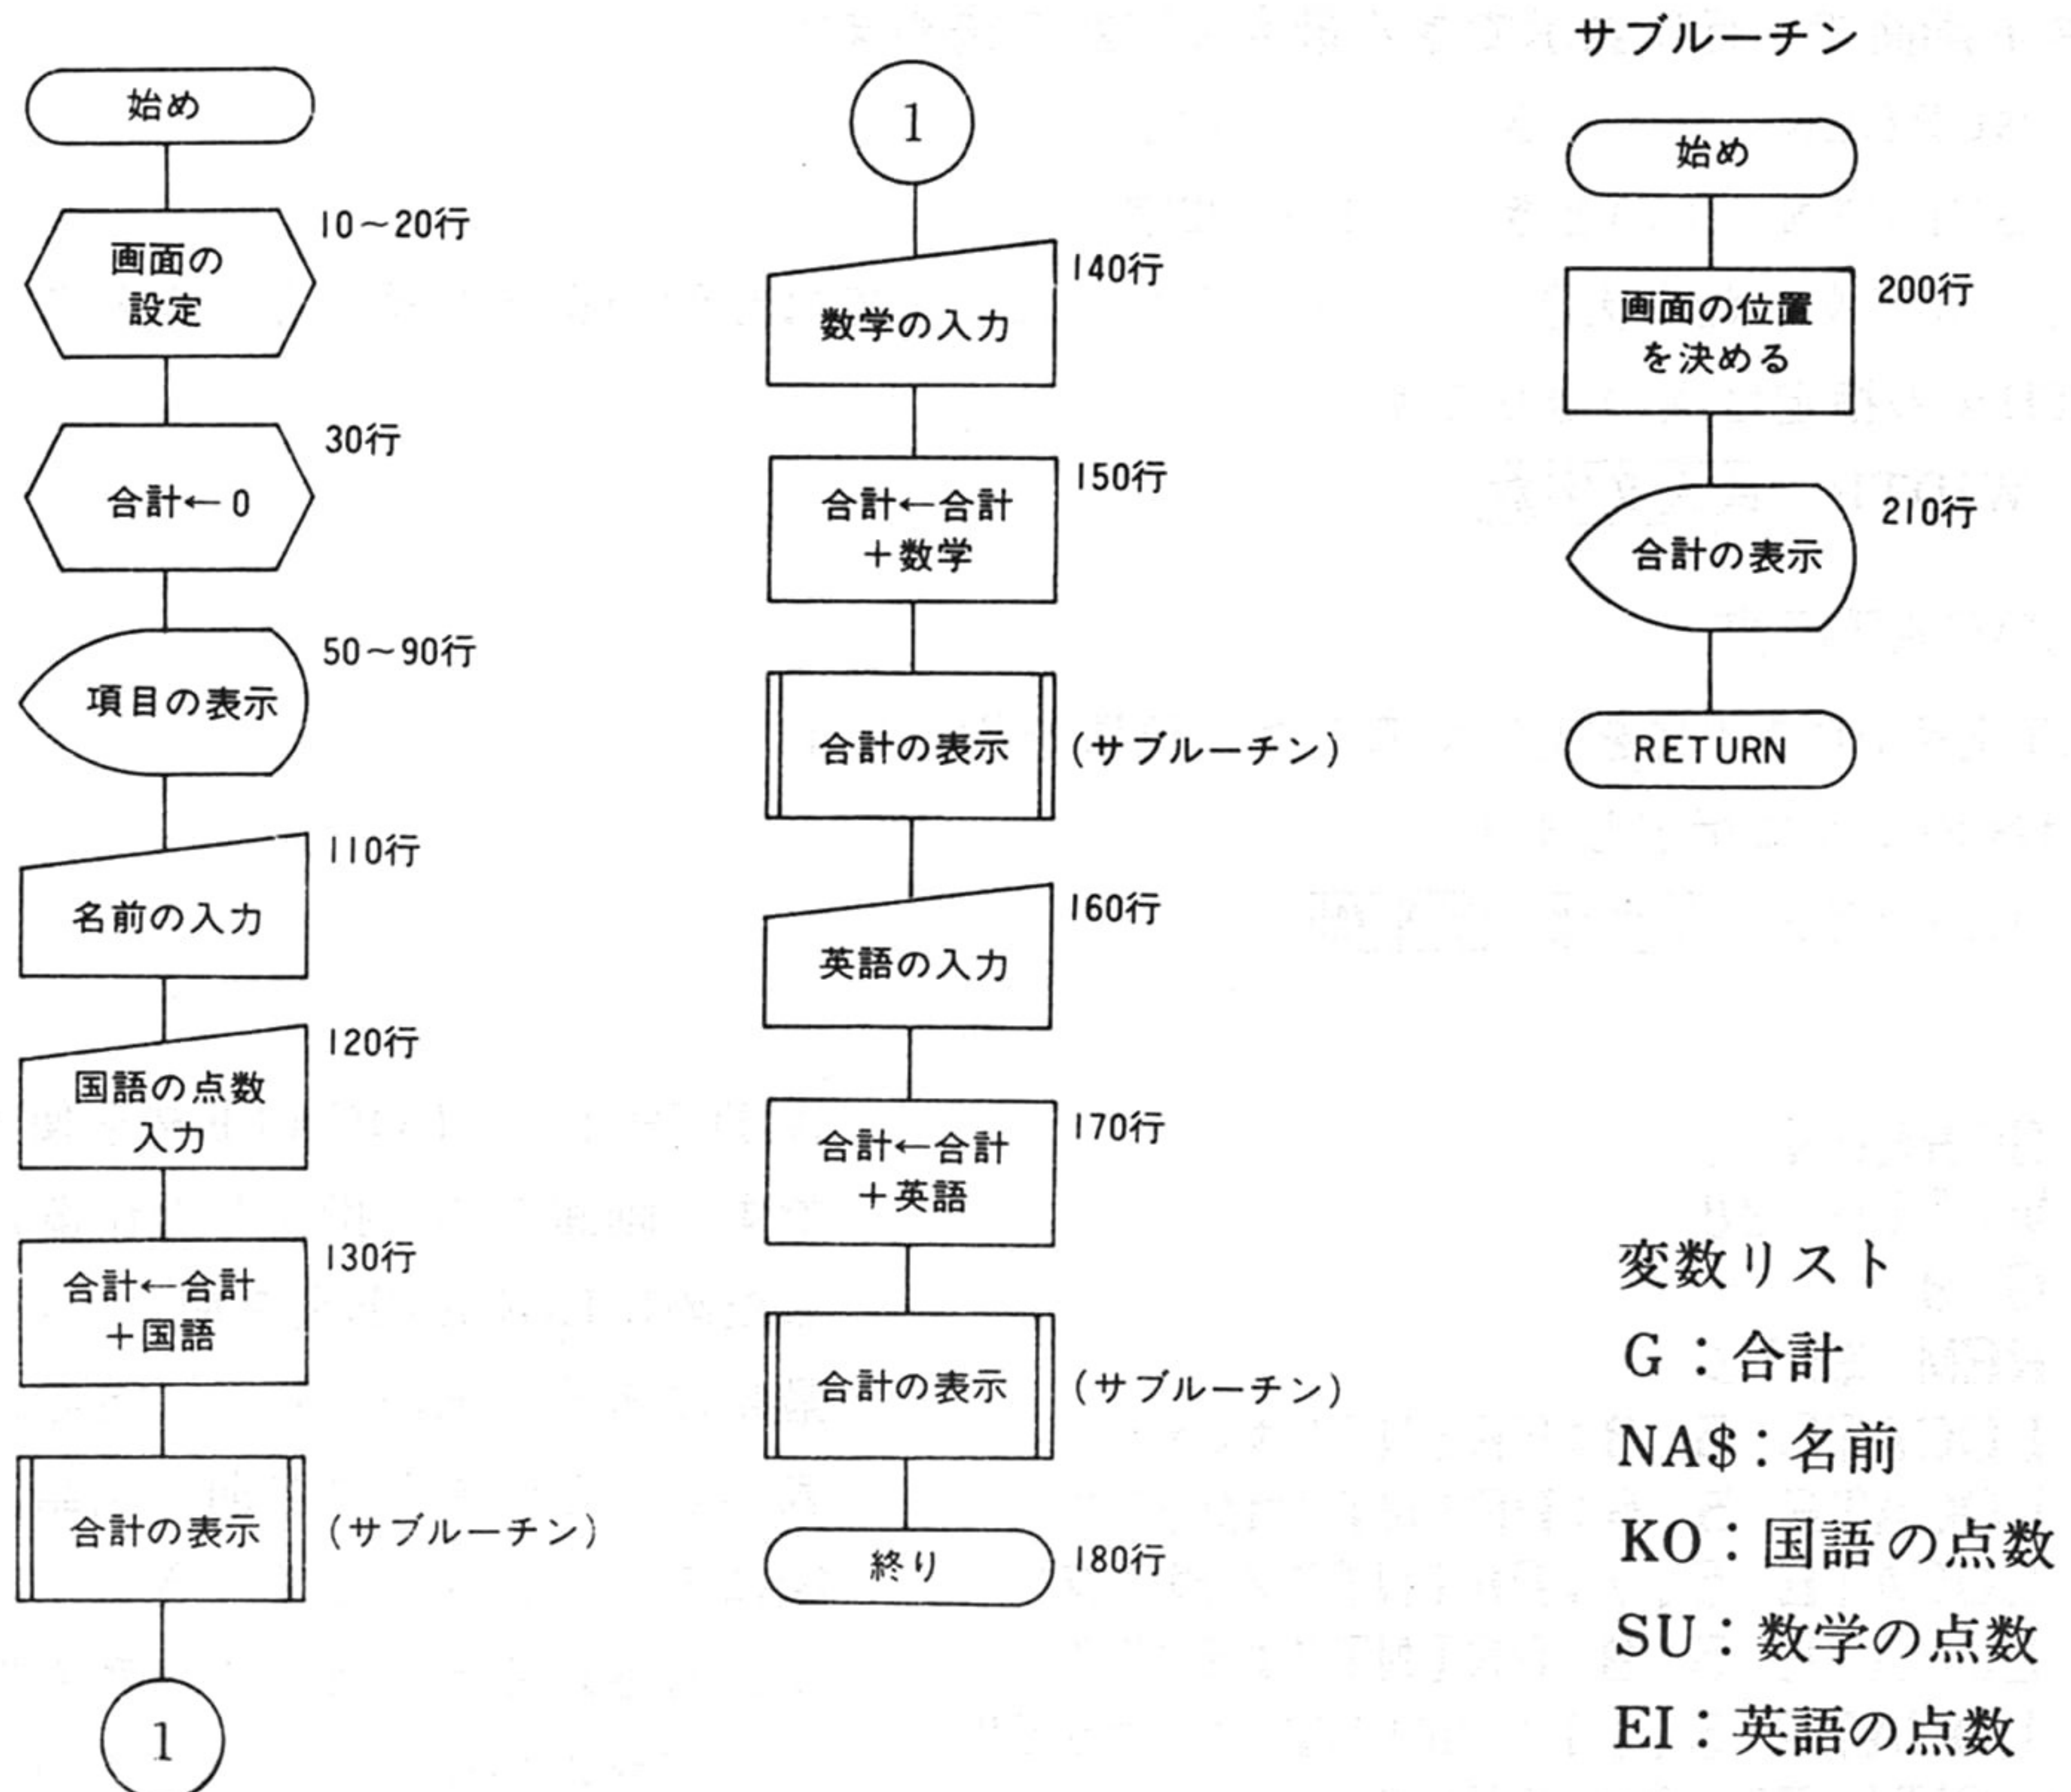 始め
10~20行
画面の
設定
30行
合計←0
50~90行
項目の表示
110行
名前の入力
120行
国語の点数
入力
130行
合計←合計
+国語
合計の表示
(サブルーチン)
1
1
140行
数学の入力
150行
合計←合計
+数学
合計の表示
(サブルーチン)
160行
英語の入力
170行
合計←合計
+英語
合計の表示
(サブルーチン)
終り
180行
サブルーチン
始め
200行
画面の位置
を決める
210行
合計の表示
RETURN
変数リスト
G:合計
NA$:名前
KO:国語の点数
SU:数学の点数
EI:英語の点数